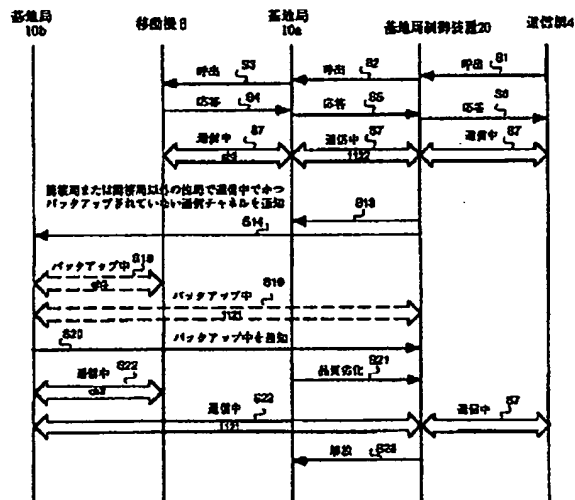 基地局
10b
移動機 6
基地局
10a
基地局制御装置20
通信機4
呼出 S3
呼出 S2
呼出 S1
応答 S4
応答 S5
応答 S6
通信中 S7
通信中 S7
通信中 S7
隣接局または隣接局以外の他局で通信中でかつ
バックアップされていない通信チャネルを通知
S13
S14
バックアップ中 S18
バックアップ中 S19
S20 バックアップ中を通知
通信中 S22
品質劣化 S21
通信中 S22
通信中 S7
解放 S23